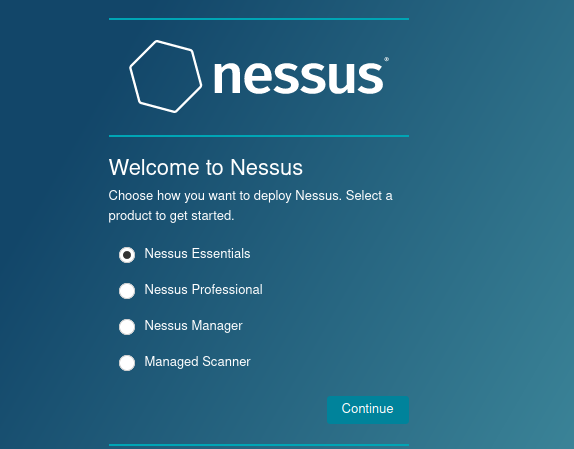 nessus®
Welcome to Nessus
Choose how you want to deploy Nessus. Select a
product to get started.
Nessus Essentials
Nessus Professional
Nessus Manager
Managed Scanner
Continue